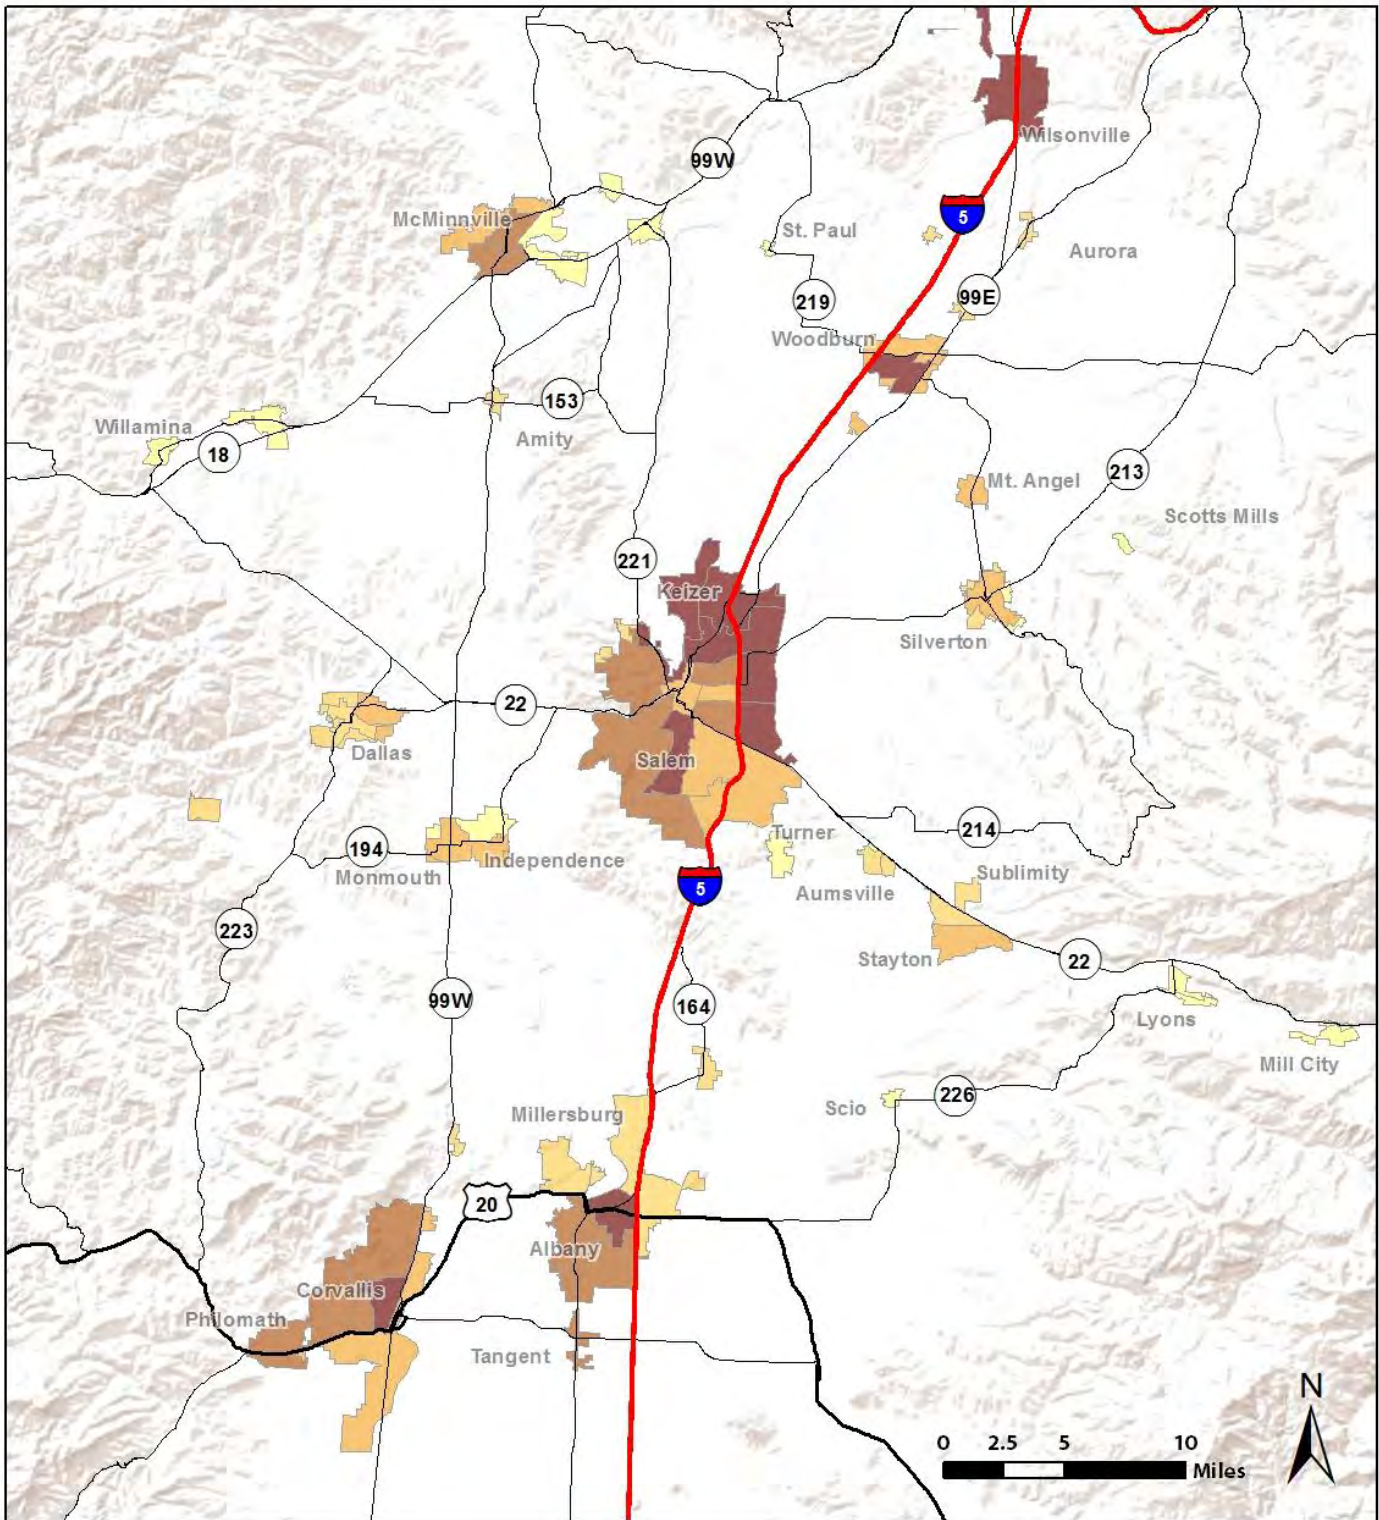 Wilsonville
99W
McMinnville
5
St. Paul
Aurora
219
99E
Woodburn
153
Willamina
Amity
18
213
Mt. Angel
Scotts Mills
221
Keizer
Silverton
22
Dallas
Salem
Turner
214
194
Independence
Monmouth
Sublimity
5
Aumsville
223
Stayton
22
99W
164
Lyons
Mill City
226
Scio
Millersburg
20
Albany
Corvallis
Philomath
Tangent
N
0 2.5 5 10
Miles